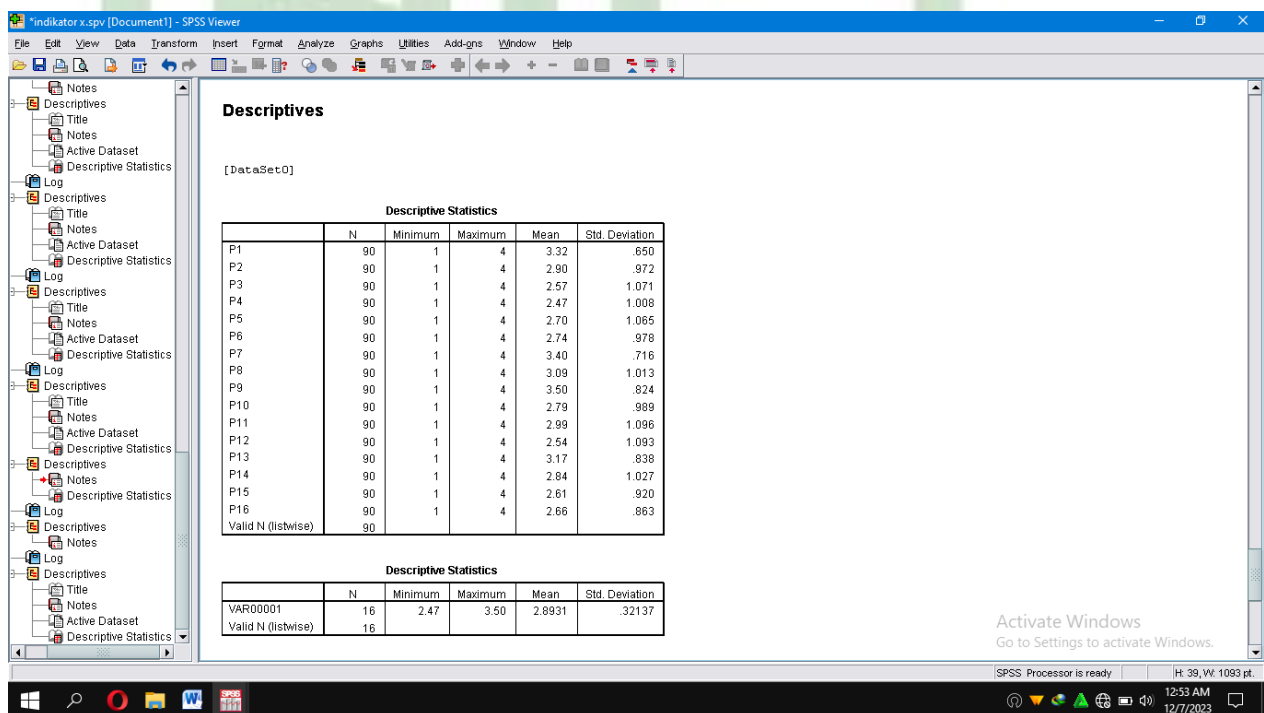 *indikator x.spv [Document1] - SPSS Viewer
File Edit View Data Transform Insert Format Analyze Graphs Utilities Add-ons Window Help
Notes
Descriptives
Title
Notes
Active Dataset
Descriptive Statistics
Log
Descriptives
Title
Notes
Active Dataset
Descriptive Statistics
Log
Descriptives
Title
Notes
Active Dataset
Descriptive Statistics
Log
Descriptives
Title
Notes
Active Dataset
Descriptive Statistics
Descriptives
Notes
Descriptive Statistics
Log
Descriptives
Notes
Log
Descriptives
Title
Notes
Active Dataset
Descriptive Statistics
Descriptives
[DataSet0]
Descriptive Statistics
N Minimum Maximum Mean Std. Deviation
P1 90 1 4 3.32 .650
P2 90 1 4 2.90 .972
P3 90 1 4 2.57 1.071
P4 90 1 4 2.47 1.008
P5 90 1 4 2.70 1.065
P6 90 1 4 2.74 .978
P7 90 1 4 3.40 .716
P8 90 1 4 3.09 1.013
P9 90 1 4 3.50 .824
P10 90 1 4 2.79 .989
P11 90 1 4 2.99 1.096
P12 90 1 4 2.54 1.093
P13 90 1 4 3.17 .838
P14 90 1 4 2.84 1.027
P15 90 1 4 2.61 .920
P16 90 1 4 2.66 .863
Valid N (listwise) 90
Descriptive Statistics
N Minimum Maximum Mean Std. Deviation
VAR00001 16 2.47 3.50 2.8931 .32137
Valid N (listwise) 16
Activate Windows
Go to Settings to activate Windows.
SPSS Processor is ready H: 39, W: 1093 pt.
SPSS
12:53 AM
12/7/2023